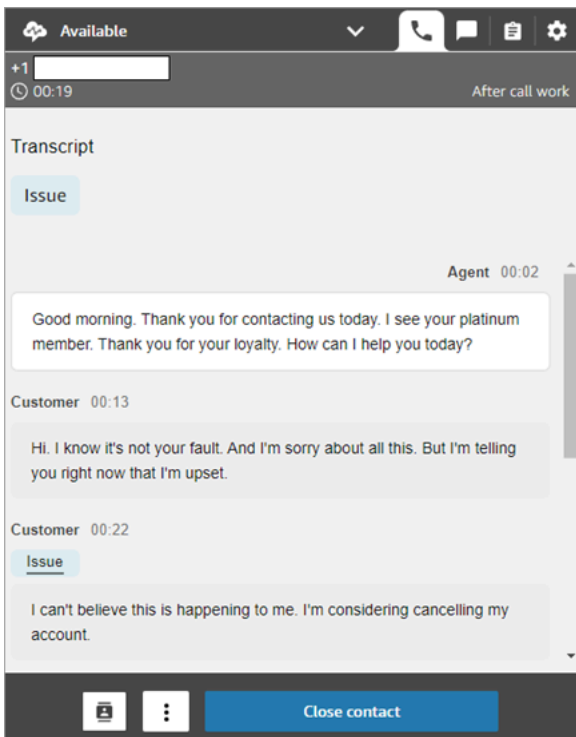 Available
+1
00:19 After call work
Transcript
Issue
Agent 00:02
Good morning. Thank you for contacting us today. I see your platinum
member. Thank you for your loyalty. How can I help you today?
Customer 00:13
Hi. I know it's not your fault. And I'm sorry about all this. But I'm telling
you right now that I'm upset.
Customer 00:22
Issue
I can't believe this is happening to me. I'm considering cancelling my
account.
Close contact